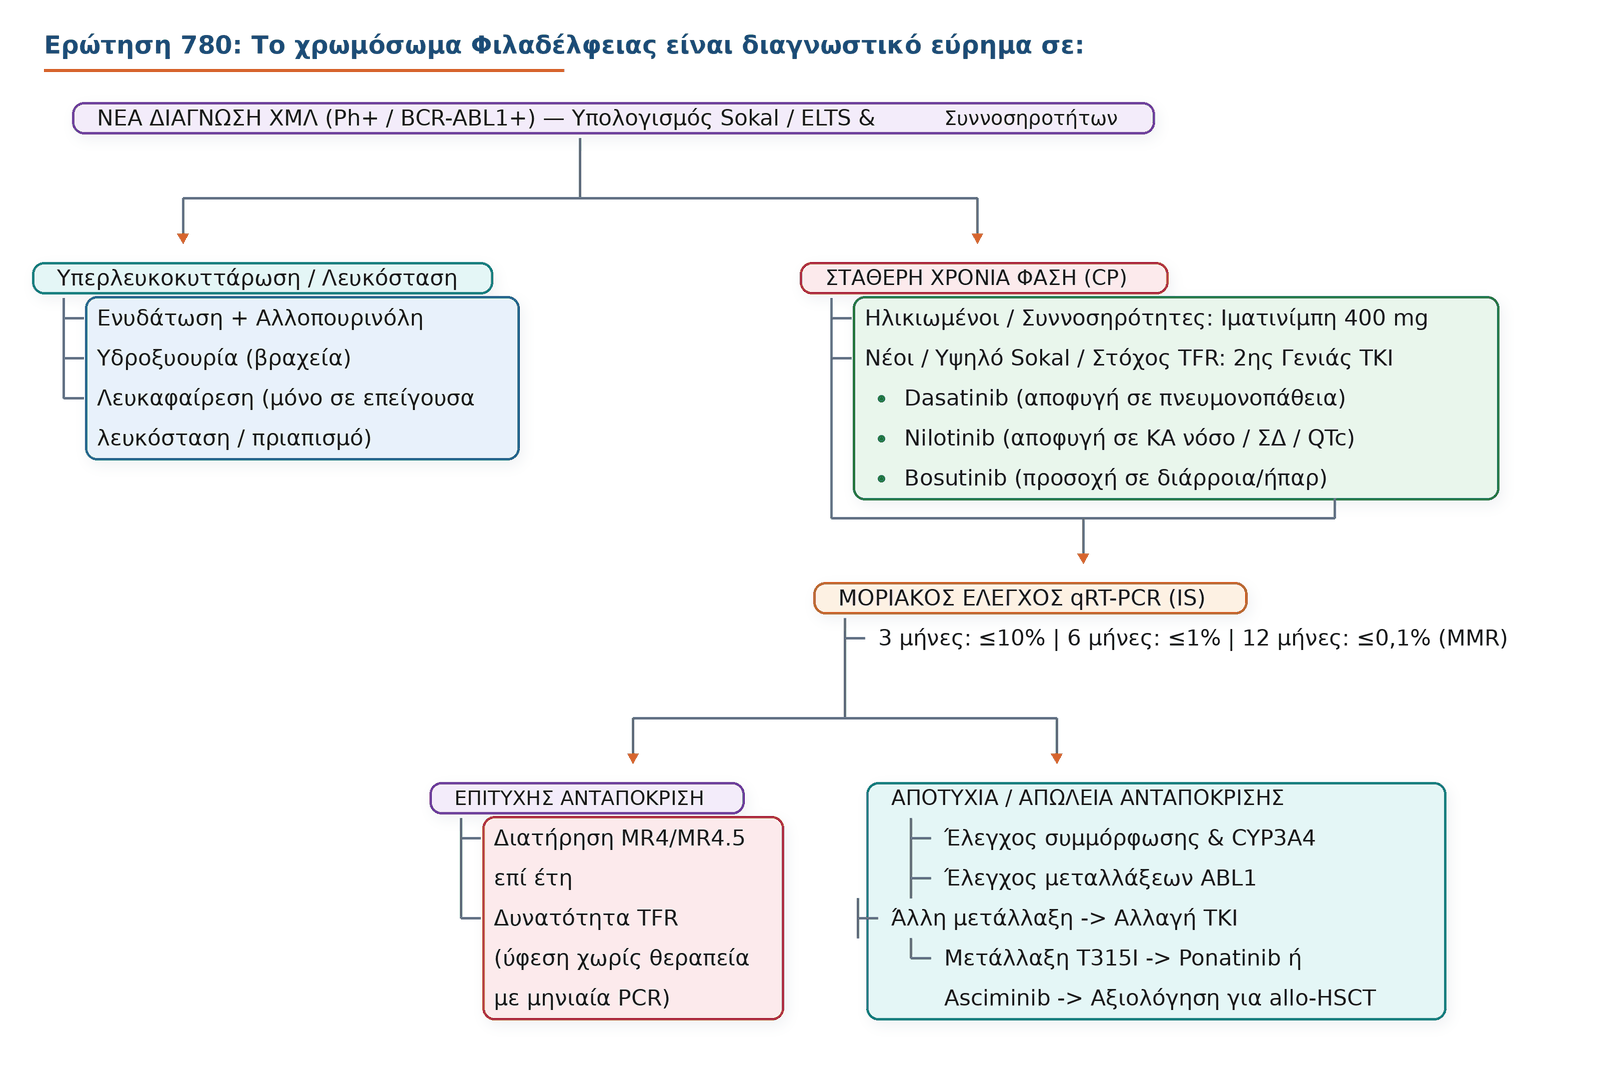 Ερώτηση 780: Το χρωμόσωμα Φιλαδέλφειας είναι διαγνωστικό εύρημα σε:
ΝΕΑ ΔΙΑΓΝΩΣΗ ΧΜΛ (Ph+ / BCR-ABL1+) — Υπολογισμός Sokal / ELTS & Συννοσηροτήτων
Υπερλευκοκυττάρωση / Λευκόσταση
Ενυδάτωση + Αλλοπουρινόλη
Υδροξυουρία (βραχεία)
Λευκαφαίρεση (μόνο σε επείγουσα
λευκόσταση / πριαπισμό)
ΣΤΑΘΕΡΗ ΧΡΟΝΙΑ ΦΑΣΗ (CP)
Ηλικιωμένοι / Συννοσηρότητες: Ιματινίμπη 400 mg
Νέοι / Υψηλό Sokal / Στόχος TFR: 2ης Γενιάς TKI
• Dasatinib (αποφυγή σε πνευμονοπάθεια)
• Nilotinib (αποφυγή σε ΚΑ νόσο / ΣΔ / QTc)
• Bosutinib (προσοχή σε διάρροια/ήπαρ)
ΜΟΡΙΑΚΟΣ ΕΛΕΓΧΟΣ qRT-PCR (IS)
3 μήνες: ≤10% | 6 μήνες: ≤1% | 12 μήνες: ≤0,1% (MMR)
ΕΠΙΤΥΧΗΣ ΑΝΤΑΠΟΚΡΙΣΗ
Διατήρηση MR4/MR4.5
επί έτη
Δυνατότητα TFR
(ύφεση χωρίς θεραπεία
με μηνιαία PCR)
ΑΠΟΤΥΧΙΑ / ΑΠΩΛΕΙΑ ΑΝΤΑΠΟΚΡΙΣΗΣ
Έλεγχος συμμόρφωσης & CYP3A4
Έλεγχος μεταλλάξεων ABL1
Άλλη μετάλλαξη -> Αλλαγή TKI
Μετάλλαξη T315I -> Ponatinib ή
Asciminib -> Αξιολόγηση για allo-HSCT